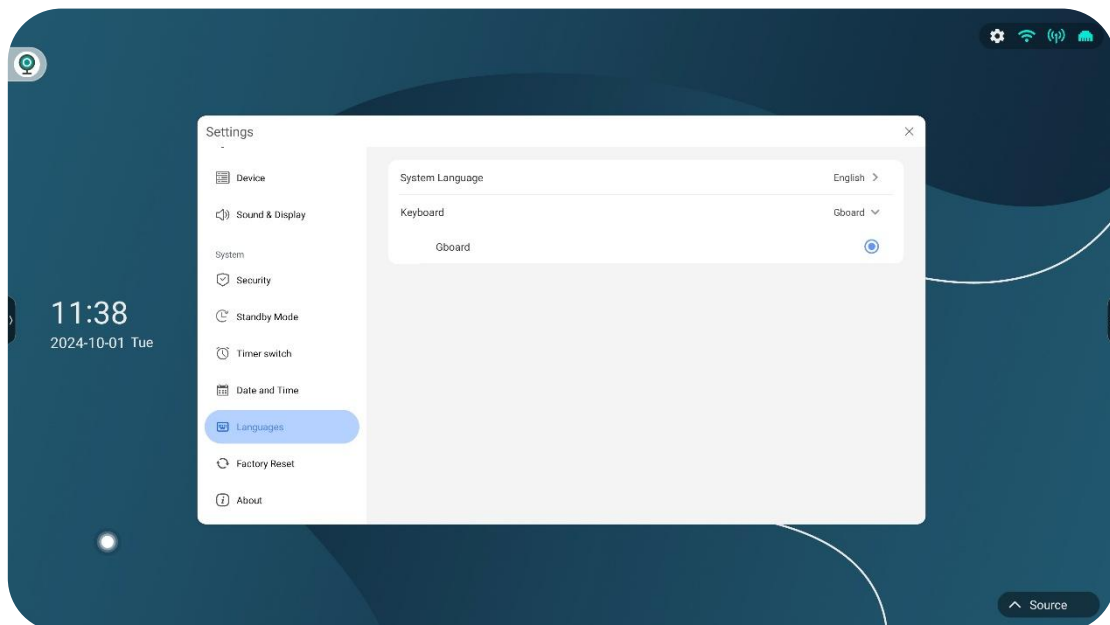 Settings
Device
Sound & Display
System
Security
Standby Mode
Timer switch
Date and Time
Languages
Factory Reset
About
System Language English
Keyboard Gboard
Gboard
11:38
2024-10-01 Tue
Source